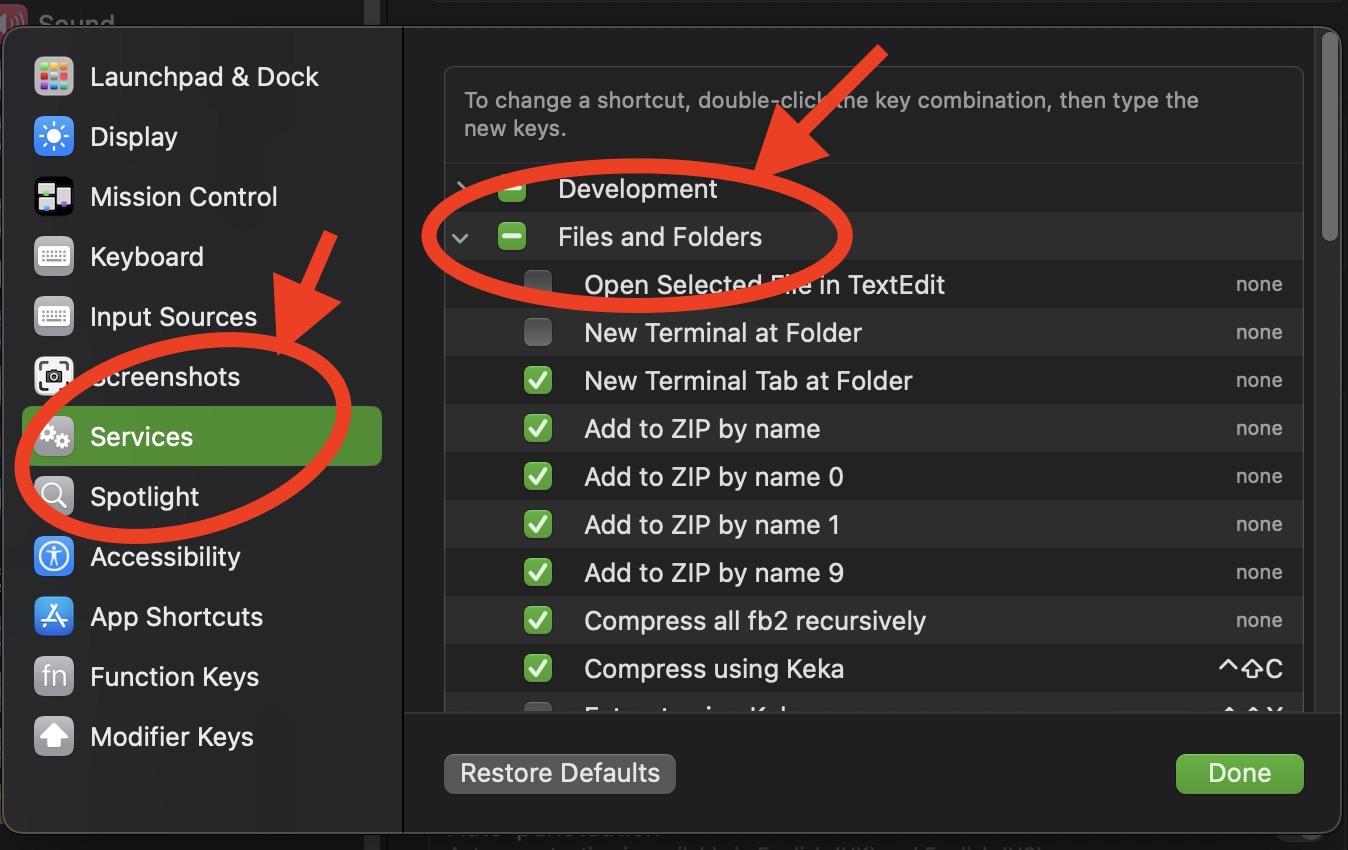 Sound
Launchpad & Dock
Display
Mission Control
Keyboard
Input Sources
Screenshots
Services
Spotlight
Accessibility
App Shortcuts
fn Function Keys
Modifier Keys
To change a shortcut, double-click the key combination, then type the
new keys.
Development
Files and Folders
Open Selected File in TextEdit none
New Terminal at Folder none
New Terminal Tab at Folder none
Add to ZIP by name none
Add to ZIP by name 0 none
Add to ZIP by name 1 none
Add to ZIP by name 9 none
Compress all fb2 recursively none
Compress using Keka ^⇧C
Restore Defaults
Done